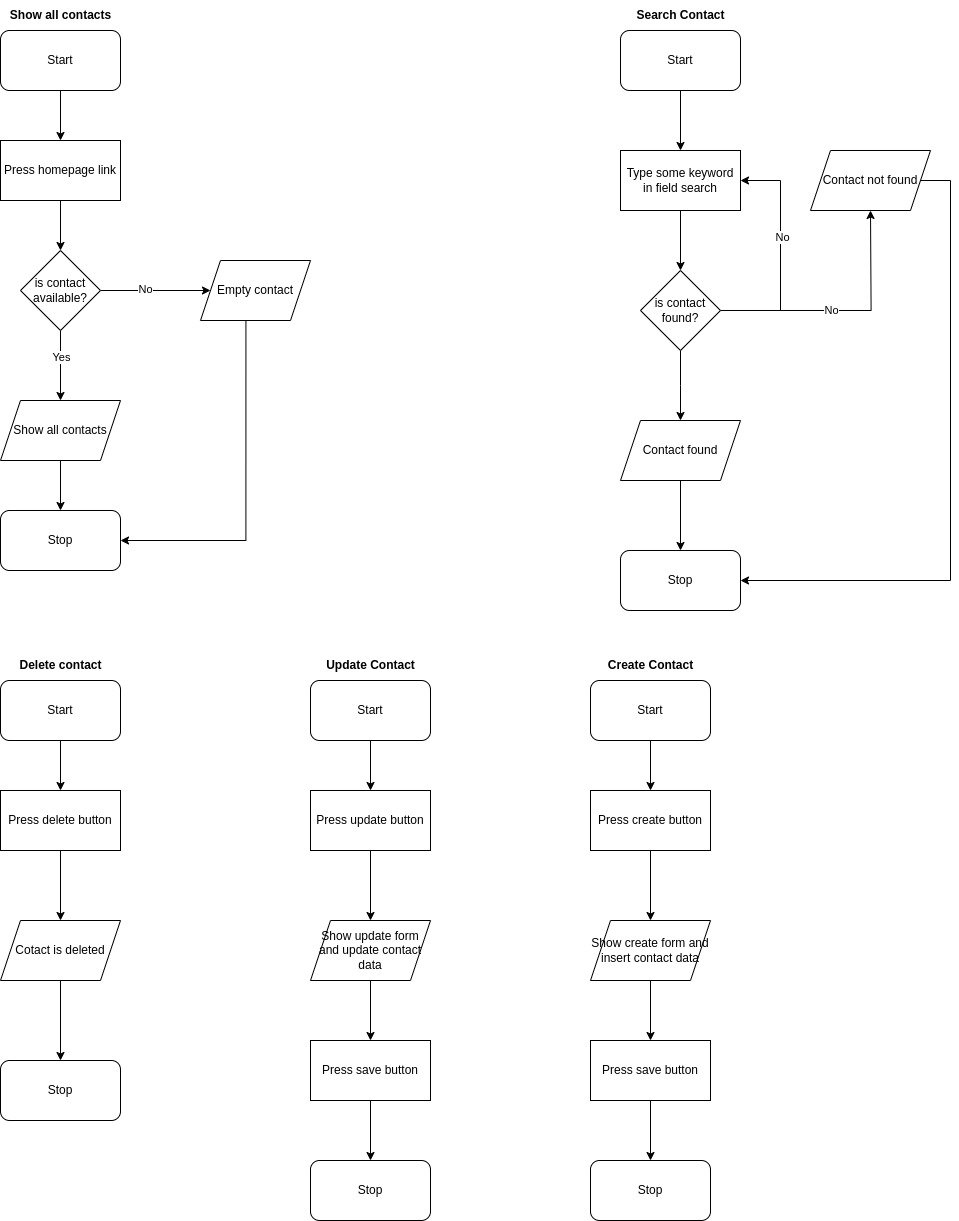 Show all contacts
Start
Press homepage link
is contact
available?
No
Empty contact
Yes
Show all contacts
Stop
Search Contact
Start
Type some keyword
in field search
Contact not found
No
is contact
found?
No
Contact found
Stop
Delete contact
Start
Press delete button
Cotact is deleted
Stop
Update Contact
Start
Press update button
Show update form
and update contact
data
Press save button
Stop
Create Contact
Start
Press create button
Show create form and
insert contact data
Press save button
Stop